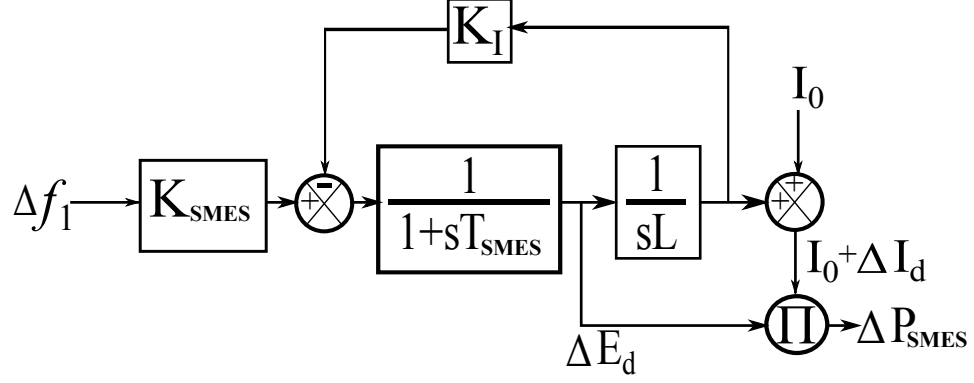 K_I
I_0
Δf_1
K_SMES
+
-
1
1+sT_SMES
1
sL
+
+
I_0+ΔI_d
ΔE_d
Π
ΔP_SMES